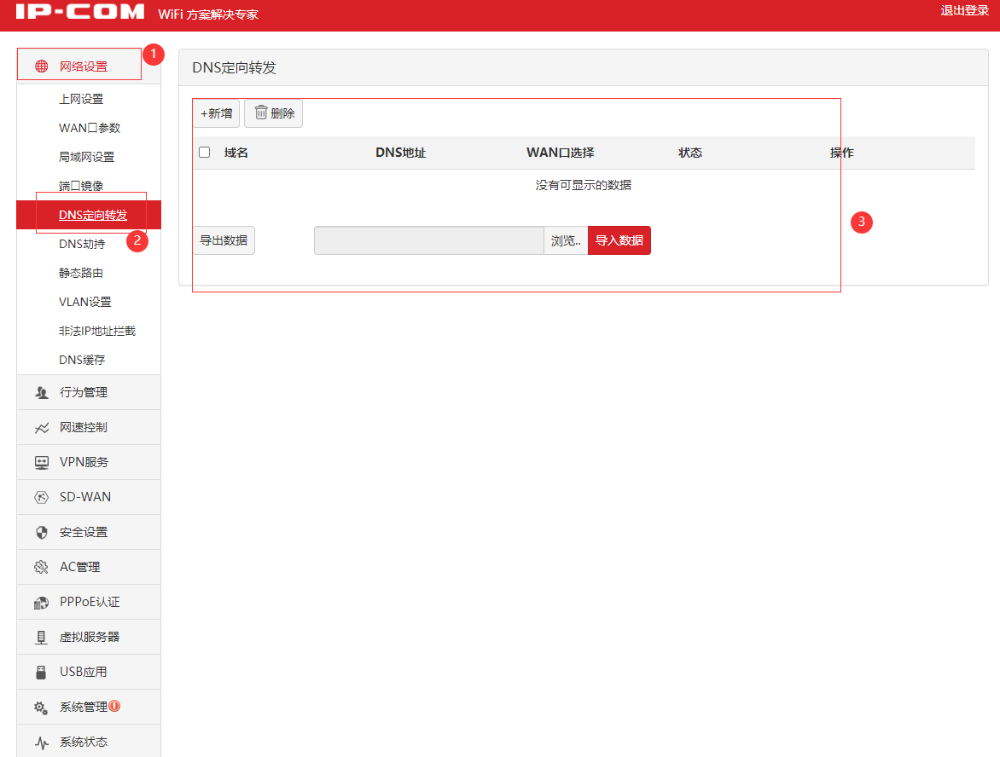 IP-COM WiFi 方案解决专家 退出登录
网络设置 1
上网设置
WAN口参数
局域网设置
端口镜像
DNS定向转发
2
DNS劫持
静态路由
VLAN设置
非法IP地址拦截
DNS缓存
行为管理
网速控制
VPN服务
SD-WAN
安全设置
AC管理
PPPoE认证
虚拟服务器
USB应用
系统管理
系统状态
DNS定向转发
+新增 删除
域名 DNS地址 WAN口选择 状态 操作
没有可显示的数据
3
导出数据 浏览.. 导入数据